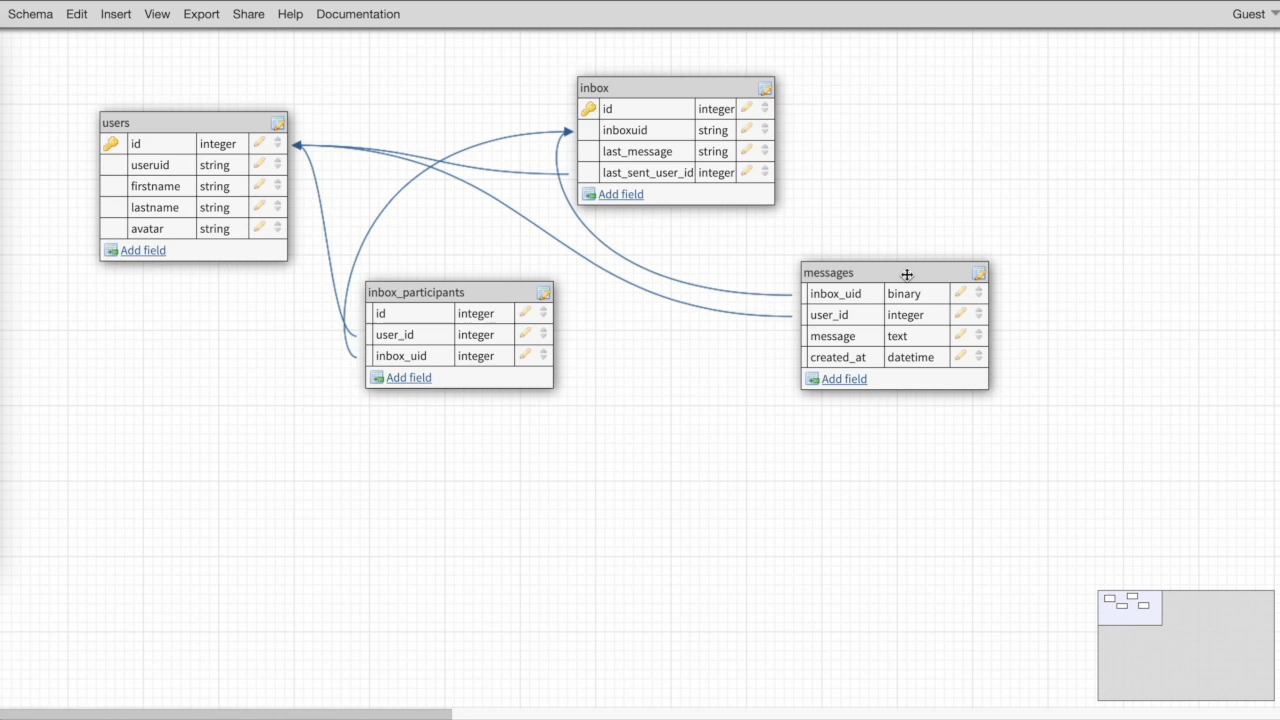 Schema Edit Insert View Export Share Help Documentation Guest
users
id integer
useruid string
firstname string
lastname string
avatar string
Add field
inbox
id integer
inboxuid string
last_message string
last_sent_user_id integer
Add field
inbox_participants
id integer
user_id integer
inbox_uid integer
Add field
messages
inbox_uid binary
user_id integer
message text
created_at datetime
Add field